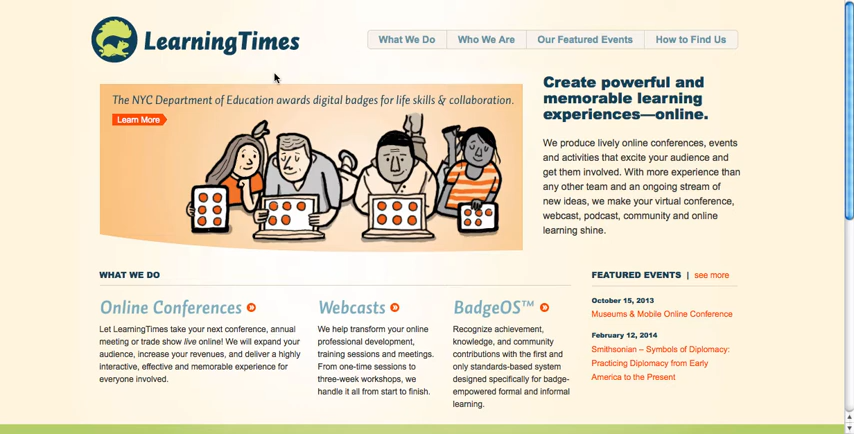 LearningTimes
What We Do
Who We Are
Our Featured Events
How to Find Us
The NYC Department of Education awards digital badges for life skills & collaboration.
Learn More
Create powerful and
memorable learning
experiences—online.
We produce lively online conferences, events
and activities that excite your audience and
get them involved. With more experience than
any other team and an ongoing stream of
new ideas, we make your virtual conference,
webcast, podcast, community and online
learning shine.
WHAT WE DO
Online Conferences
Let LearningTimes take your next conference, annual
meeting or trade show live online! We will expand your
audience, increase your revenues, and deliver a highly
interactive, effective and memorable experience for
everyone involved.
Webcasts
We help transform your online
professional development,
training sessions and meetings.
From one-time sessions to
three-week workshops, we
handle it all from start to finish.
BadgeOS™
Recognize achievement,
knowledge, and community
contributions with the first and
only standards-based system
designed specifically for badge-
empowered formal and informal
learning.
FEATURED EVENTS | see more
October 15, 2013
Museums & Mobile Online Conference
February 12, 2014
Smithsonian – Symbols of Diplomacy:
Practicing Diplomacy from Early
America to the Present